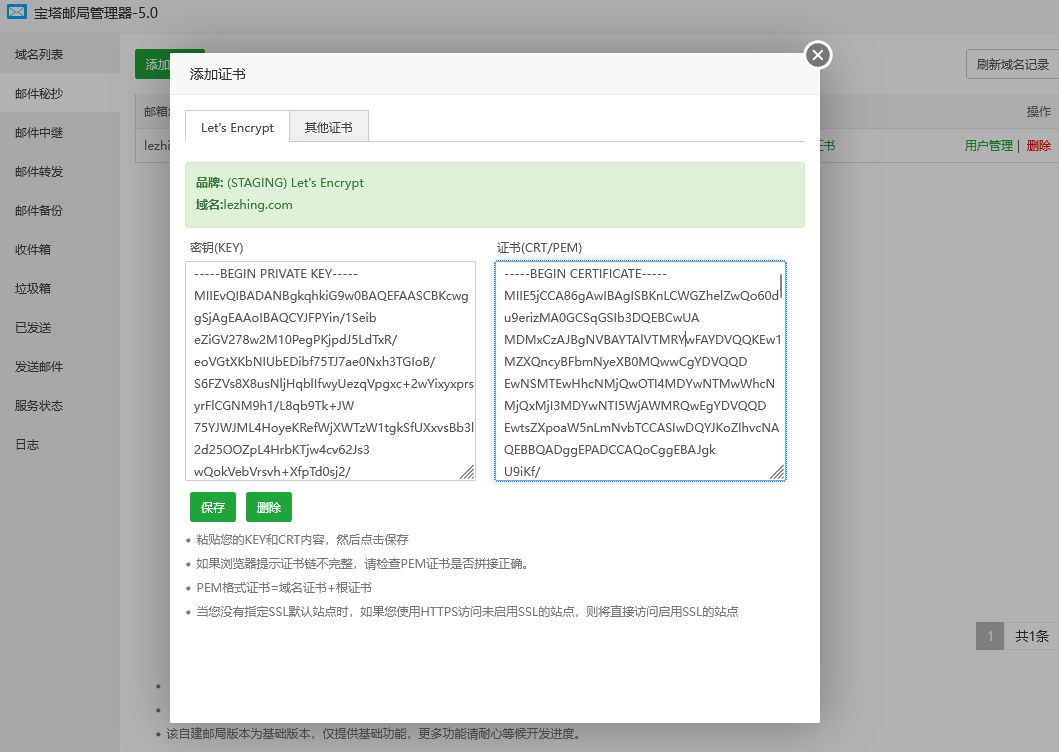 宝塔邮局管理器-5.0
域名列表
邮件秘抄
邮件中继
邮件转发
邮件备份
收件箱
垃圾箱
已发送
发送邮件
服务状态
日志
添加
刷新域名记录
邮箱
操作
lezhi
证书
用户管理 | 删除
添加证书
Let's Encrypt
其他证书
品牌: (STAGING) Let's Encrypt
域名:lezhing.com
密钥(KEY)
证书(CRT/PEM)
-----BEGIN PRIVATE KEY-----
MIIEvQIBADANBgkqhkiG9w0BAQEFAASCBKcwg
gSjAgEAAoIBAQCYJFPYin/1Seib
eZiGV278w2M10PegPKjpdJ5LdTxR/
eoVGtXKbNIUbEDibf75TJ7ae0Nxh3TGIoB/
S6FZVs8X8usNljHqblIfwyUezqVpgxc+2wYixyxprs
yrFlCGNM9h1/L8qb9Tk+JW
75YJWJML4HoyeKRefWjXWTzW1tgkSfUXxvsBb3l
2d25OOZpL4HrbKTjw4cv62Js3
wQokVebVrsvh+XfpTd0sj2/
-----BEGIN CERTIFICATE-----
MIIE5jCCA86gAwIBAgISBKnLCWGZhelZwQo60d
u9erizMA0GCSqGSIb3DQEBCwUA
MDMxCzAJBgNVBAYTAlVTMRYwFAYDVQQKEw1
MZXQncyBFbmNyeXB0MQwwCgYDVQQD
EwNSMTEwHhcNMjQwOTI4MDYwNTMwWhcN
MjQxMjI3MDYwNTI5WjAWMRQwEgYDVQQD
EwtsZXpoaW5nLmNvbTCCASIwDQYJKoZIhvcNA
QEBBQADggEPADCCAQoCggEBAJgk
U9iKf/
保存
删除
• 粘贴您的KEY和CRT内容，然后点击保存
• 如果浏览器提示证书链不完整，请检查PEM证书是否拼接正确。
• PEM格式证书=域名证书+根证书
• 当您没有指定SSL默认站点时，如果您使用HTTPS访问未启用SSL的站点，则将直接访问启用SSL的站点
1
共1条
• 该自建邮局版本为基础版本，仅提供基础功能，更多功能请耐心等候开发进度。